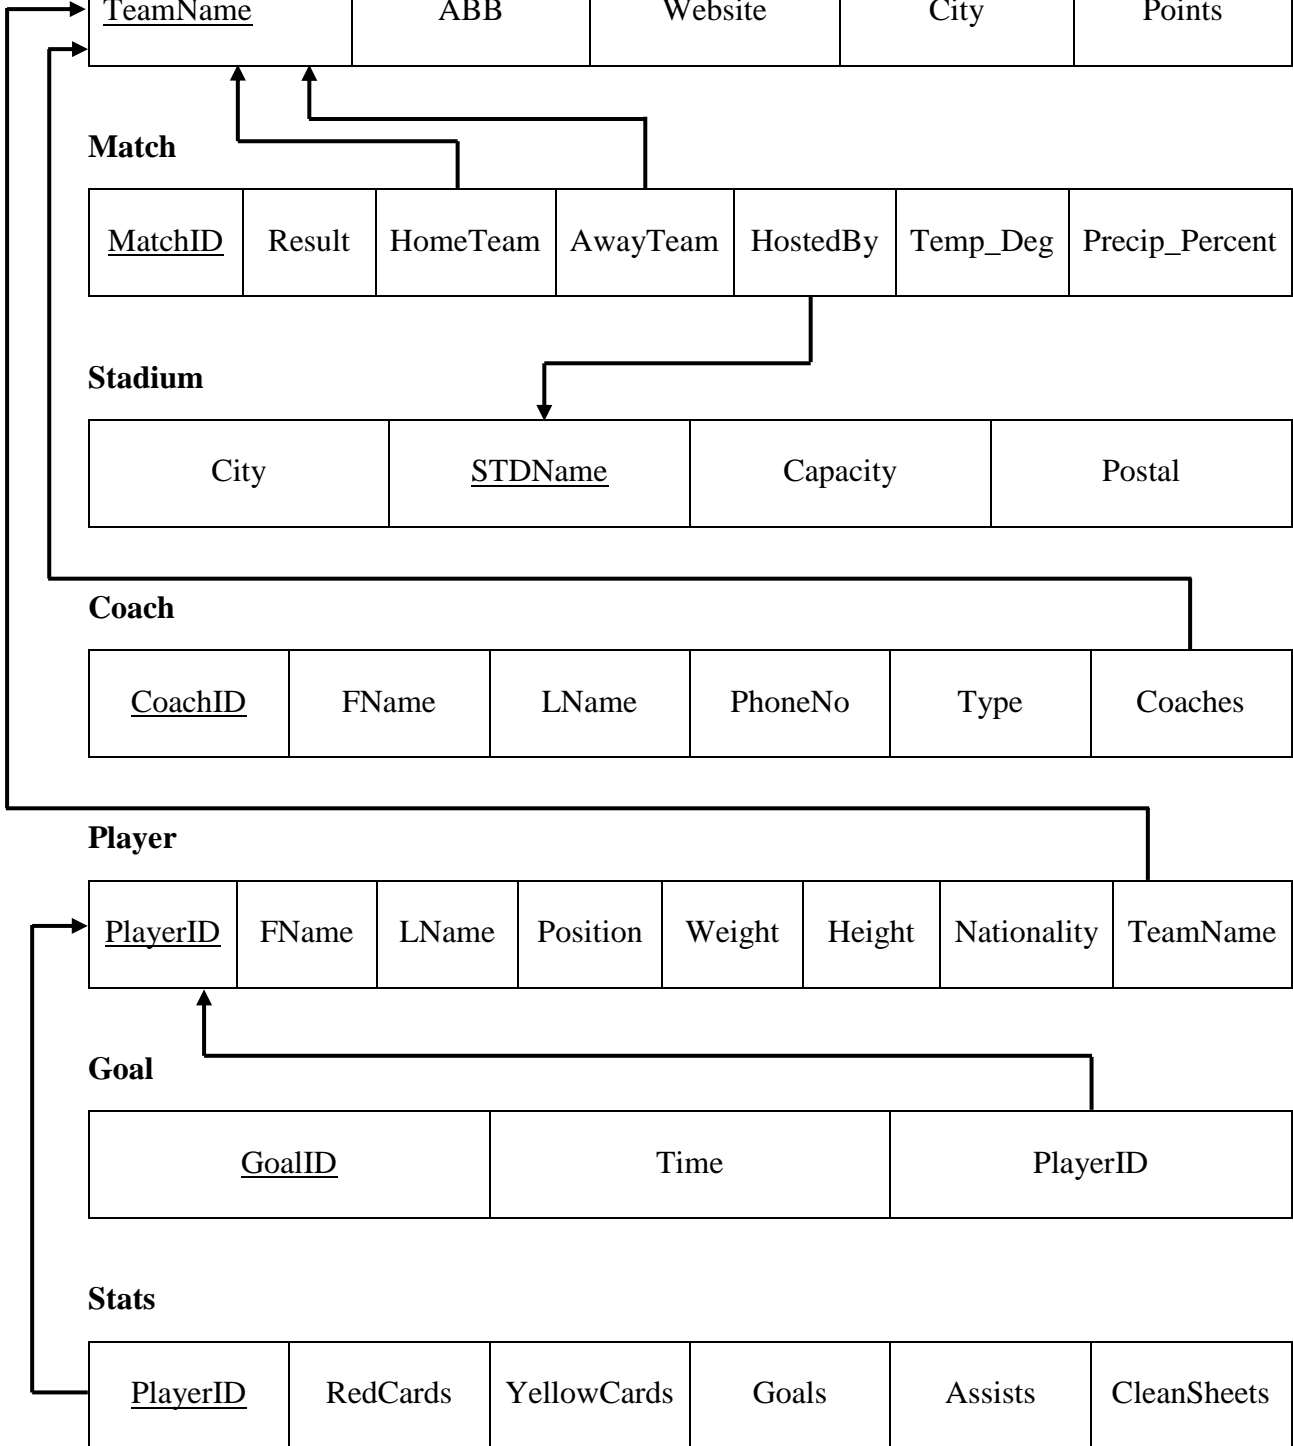 TeamName ABB Website City Points
Match
MatchID Result HomeTeam AwayTeam HostedBy Temp_Deg Precip_Percent
Stadium
City STDName Capacity Postal
Coach
CoachID FName LName PhoneNo Type Coaches
Player
PlayerID FName LName Position Weight Height Nationality TeamName
Goal
GoalID Time PlayerID
Stats
PlayerID RedCards YellowCards Goals Assists CleanSheets